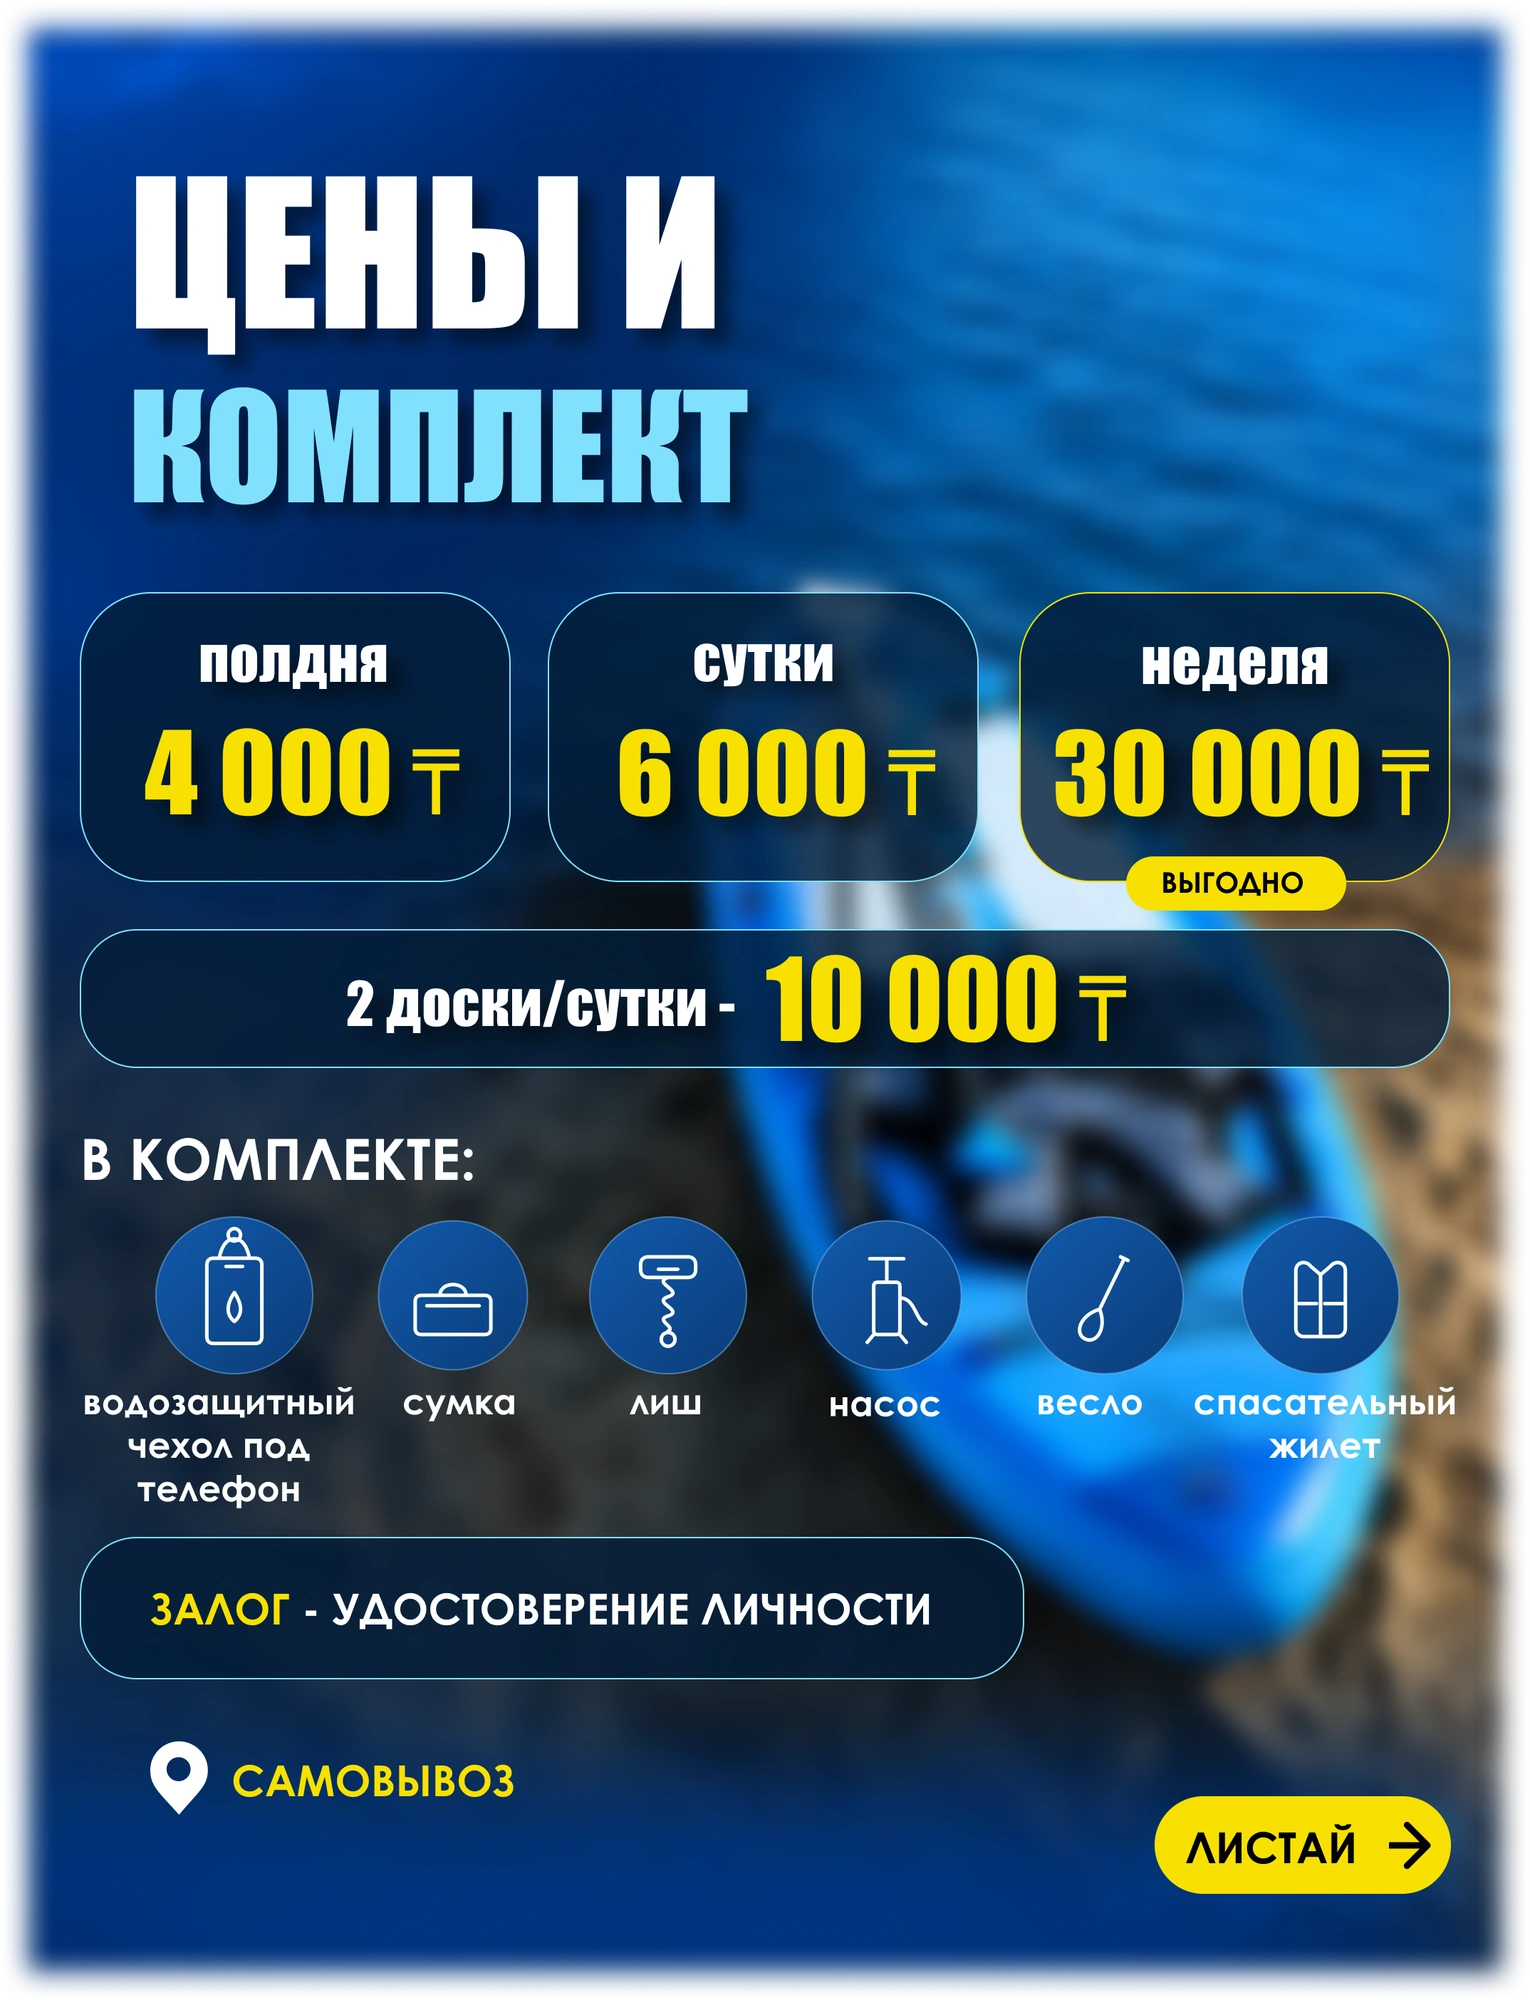 ЦЕНЫ И
КОМПЛЕКТ
полдня
4 000 ₸
сутки
6 000 ₸
неделя
30 000 ₸
ВЫГОДНО
2 доски/сутки - 10 000 ₸
В КОМПЛЕКТЕ:
водозащитный
чехол под
телефон
сумка
лиш
насос
весло
спасательный
жилет
ЗАЛОГ - УДОСТОВЕРЕНИЕ ЛИЧНОСТИ
САМОВЫВОЗ
ЛИСТАЙ →